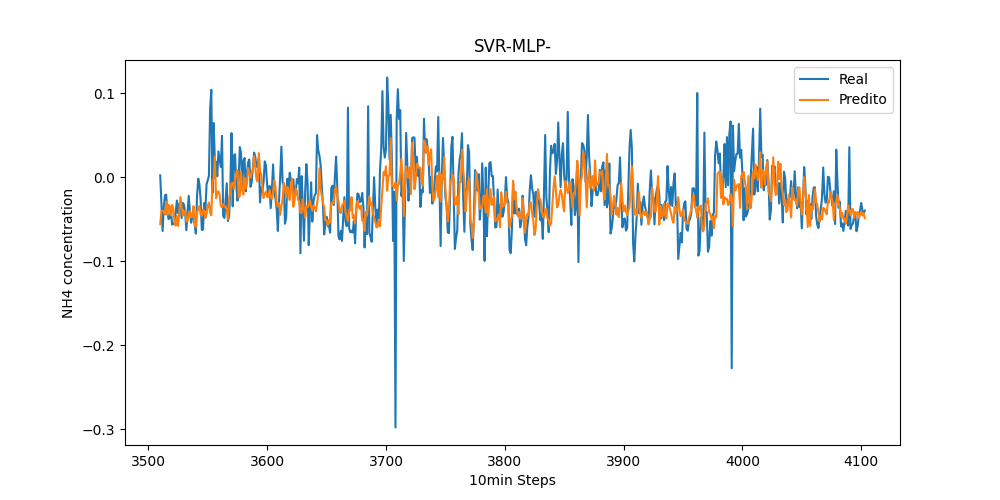 SVR-MLP-
Real
Predito
0.1
0.0
−0.1
−0.2
−0.3
NH4 concentration
3500 3600 3700 3800 3900 4000 4100
10min Steps